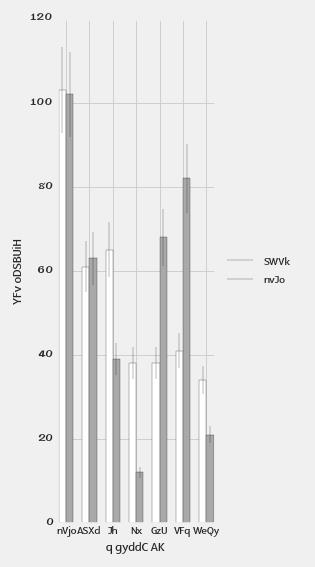 120
100
80
60
40
20
0
YFv oDSBUiH
nVjo ASXd Jh Nx GzU VFq WeQy
q gyddC AK
SWVk
nvJo